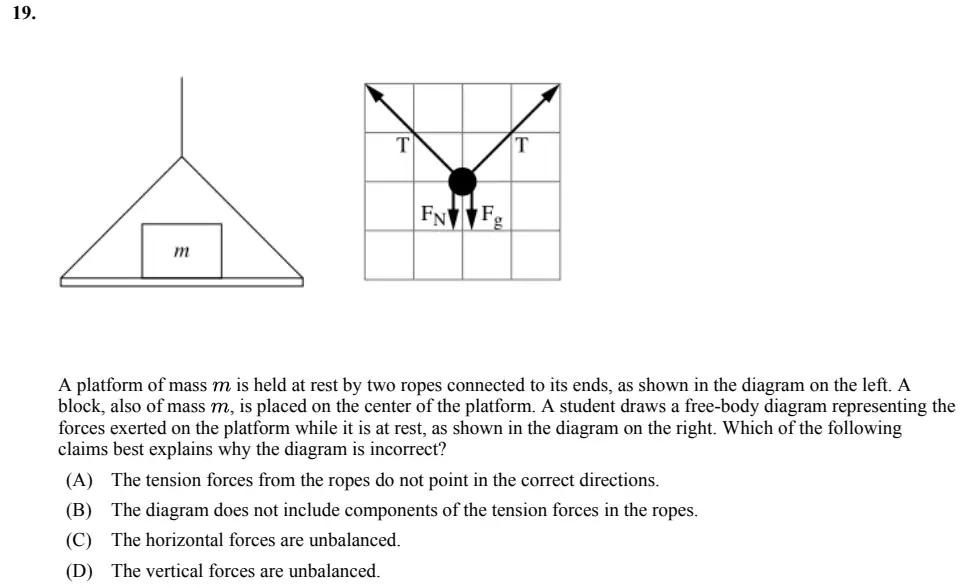 19.
T
T
F_N
F_g
m
A platform of mass m is held at rest by two ropes connected to its ends, as shown in the diagram on the left. A
block, also of mass m, is placed on the center of the platform. A student draws a free-body diagram representing the
forces exerted on the platform while it is at rest, as shown in the diagram on the right. Which of the following
claims best explains why the diagram is incorrect?
(A) The tension forces from the ropes do not point in the correct directions.
(B) The diagram does not include components of the tension forces in the ropes.
(C) The horizontal forces are unbalanced.
(D) The vertical forces are unbalanced.